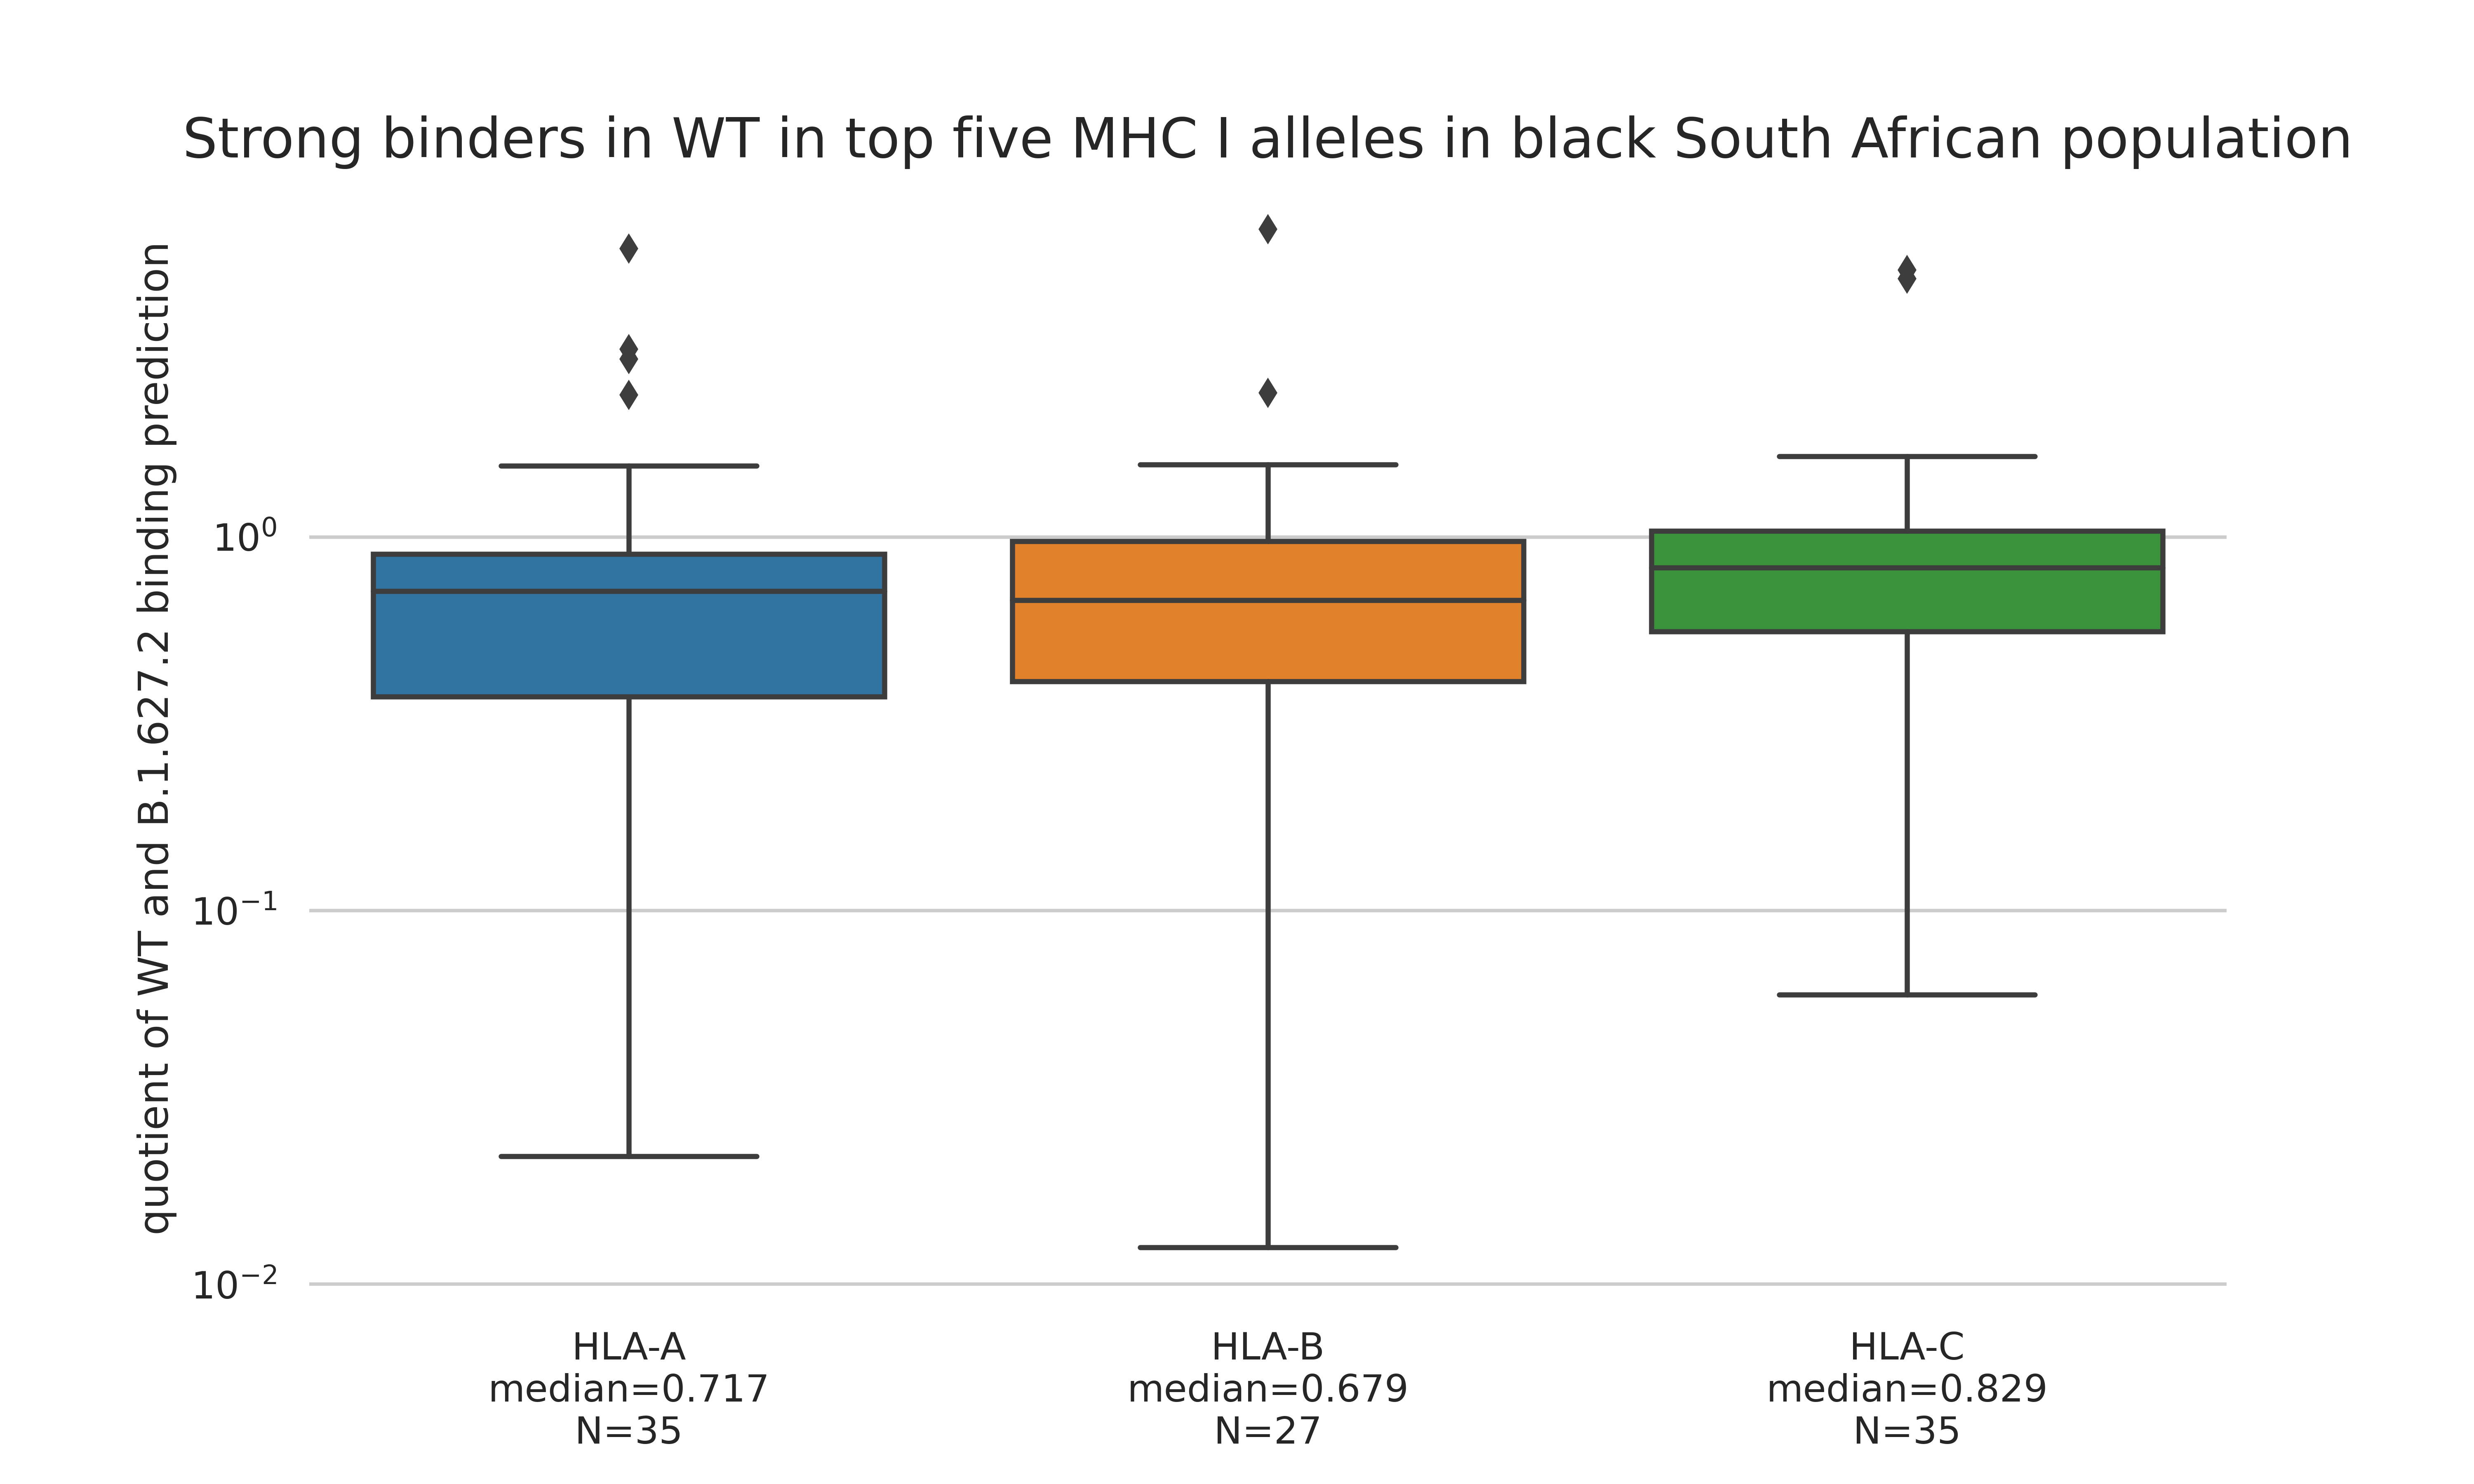 Strong binders in WT in top five MHC I alleles in black South African population
quotient of WT and B.1.627.2 binding prediction
10⁰
10⁻¹
10⁻²
HLA-A
median=0.717
N=35
HLA-B
median=0.679
N=27
HLA-C
median=0.829
N=35